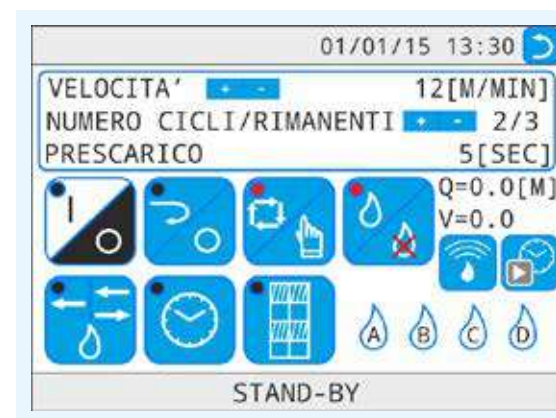 01/01/15 13:30
VELOCITA' + - 12[M/MIN]
NUMERO CICLI/RIMANENTI + - 2/3
PRESCARICO 5[SEC]
Q=0.0[M]
V=0.0
A B C D
STAND-BY